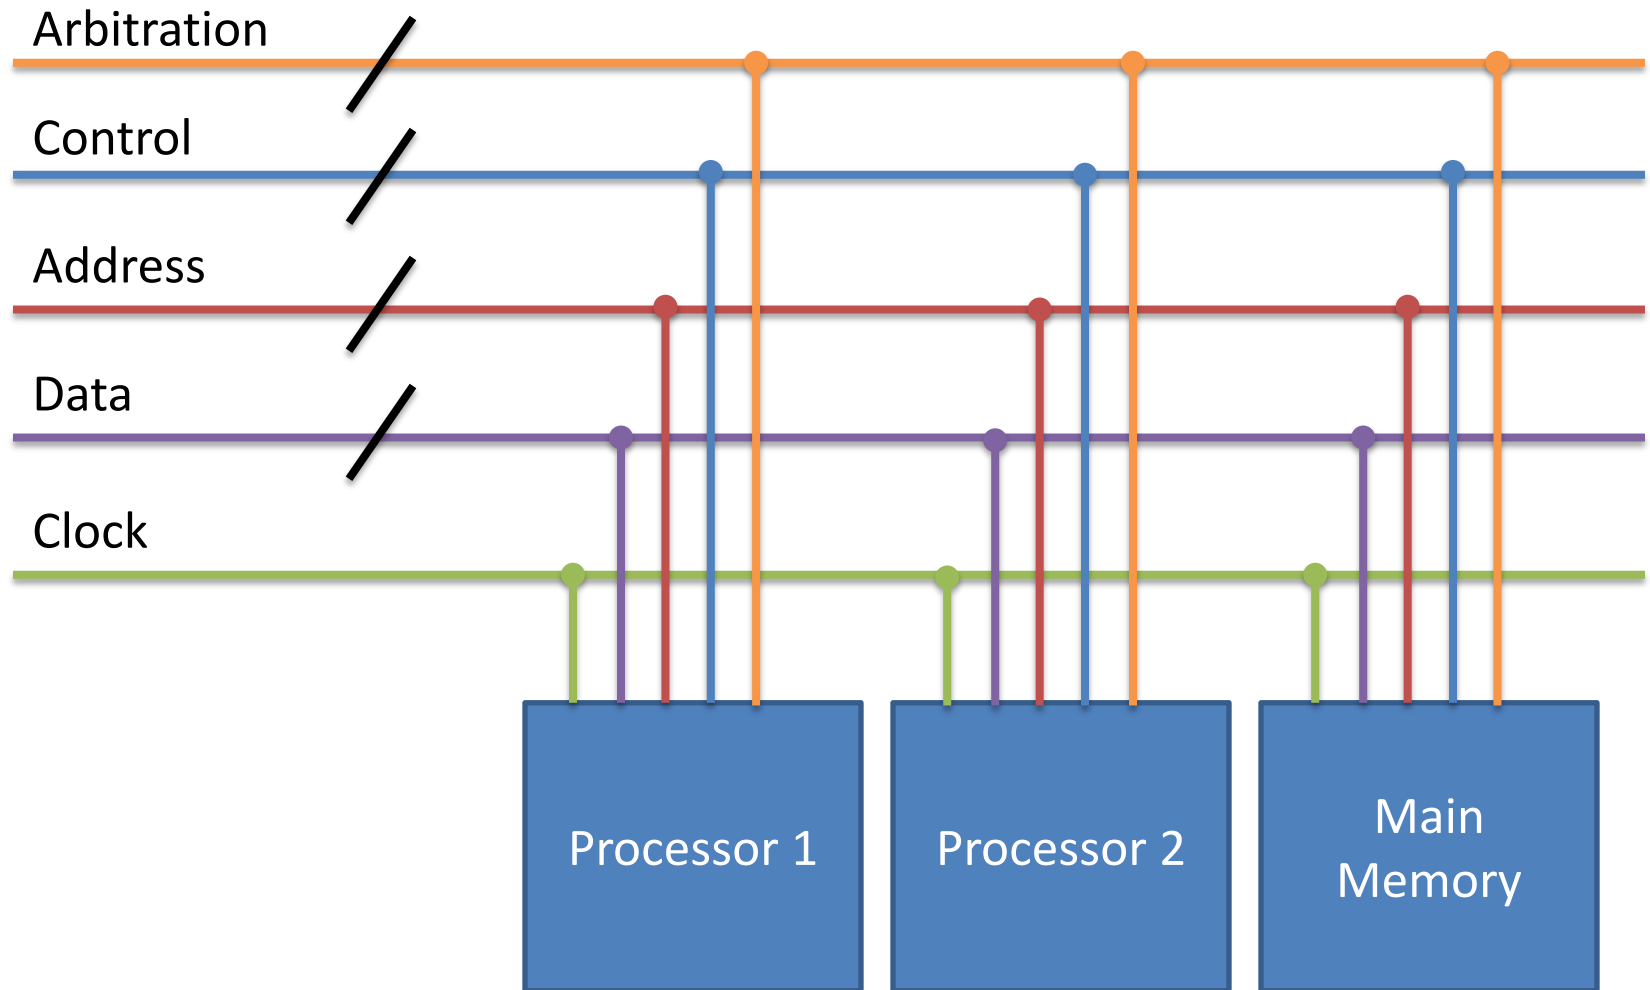 Arbitration
Control
Address
Data
Clock
Processor 1
Processor 2
Main
Memory